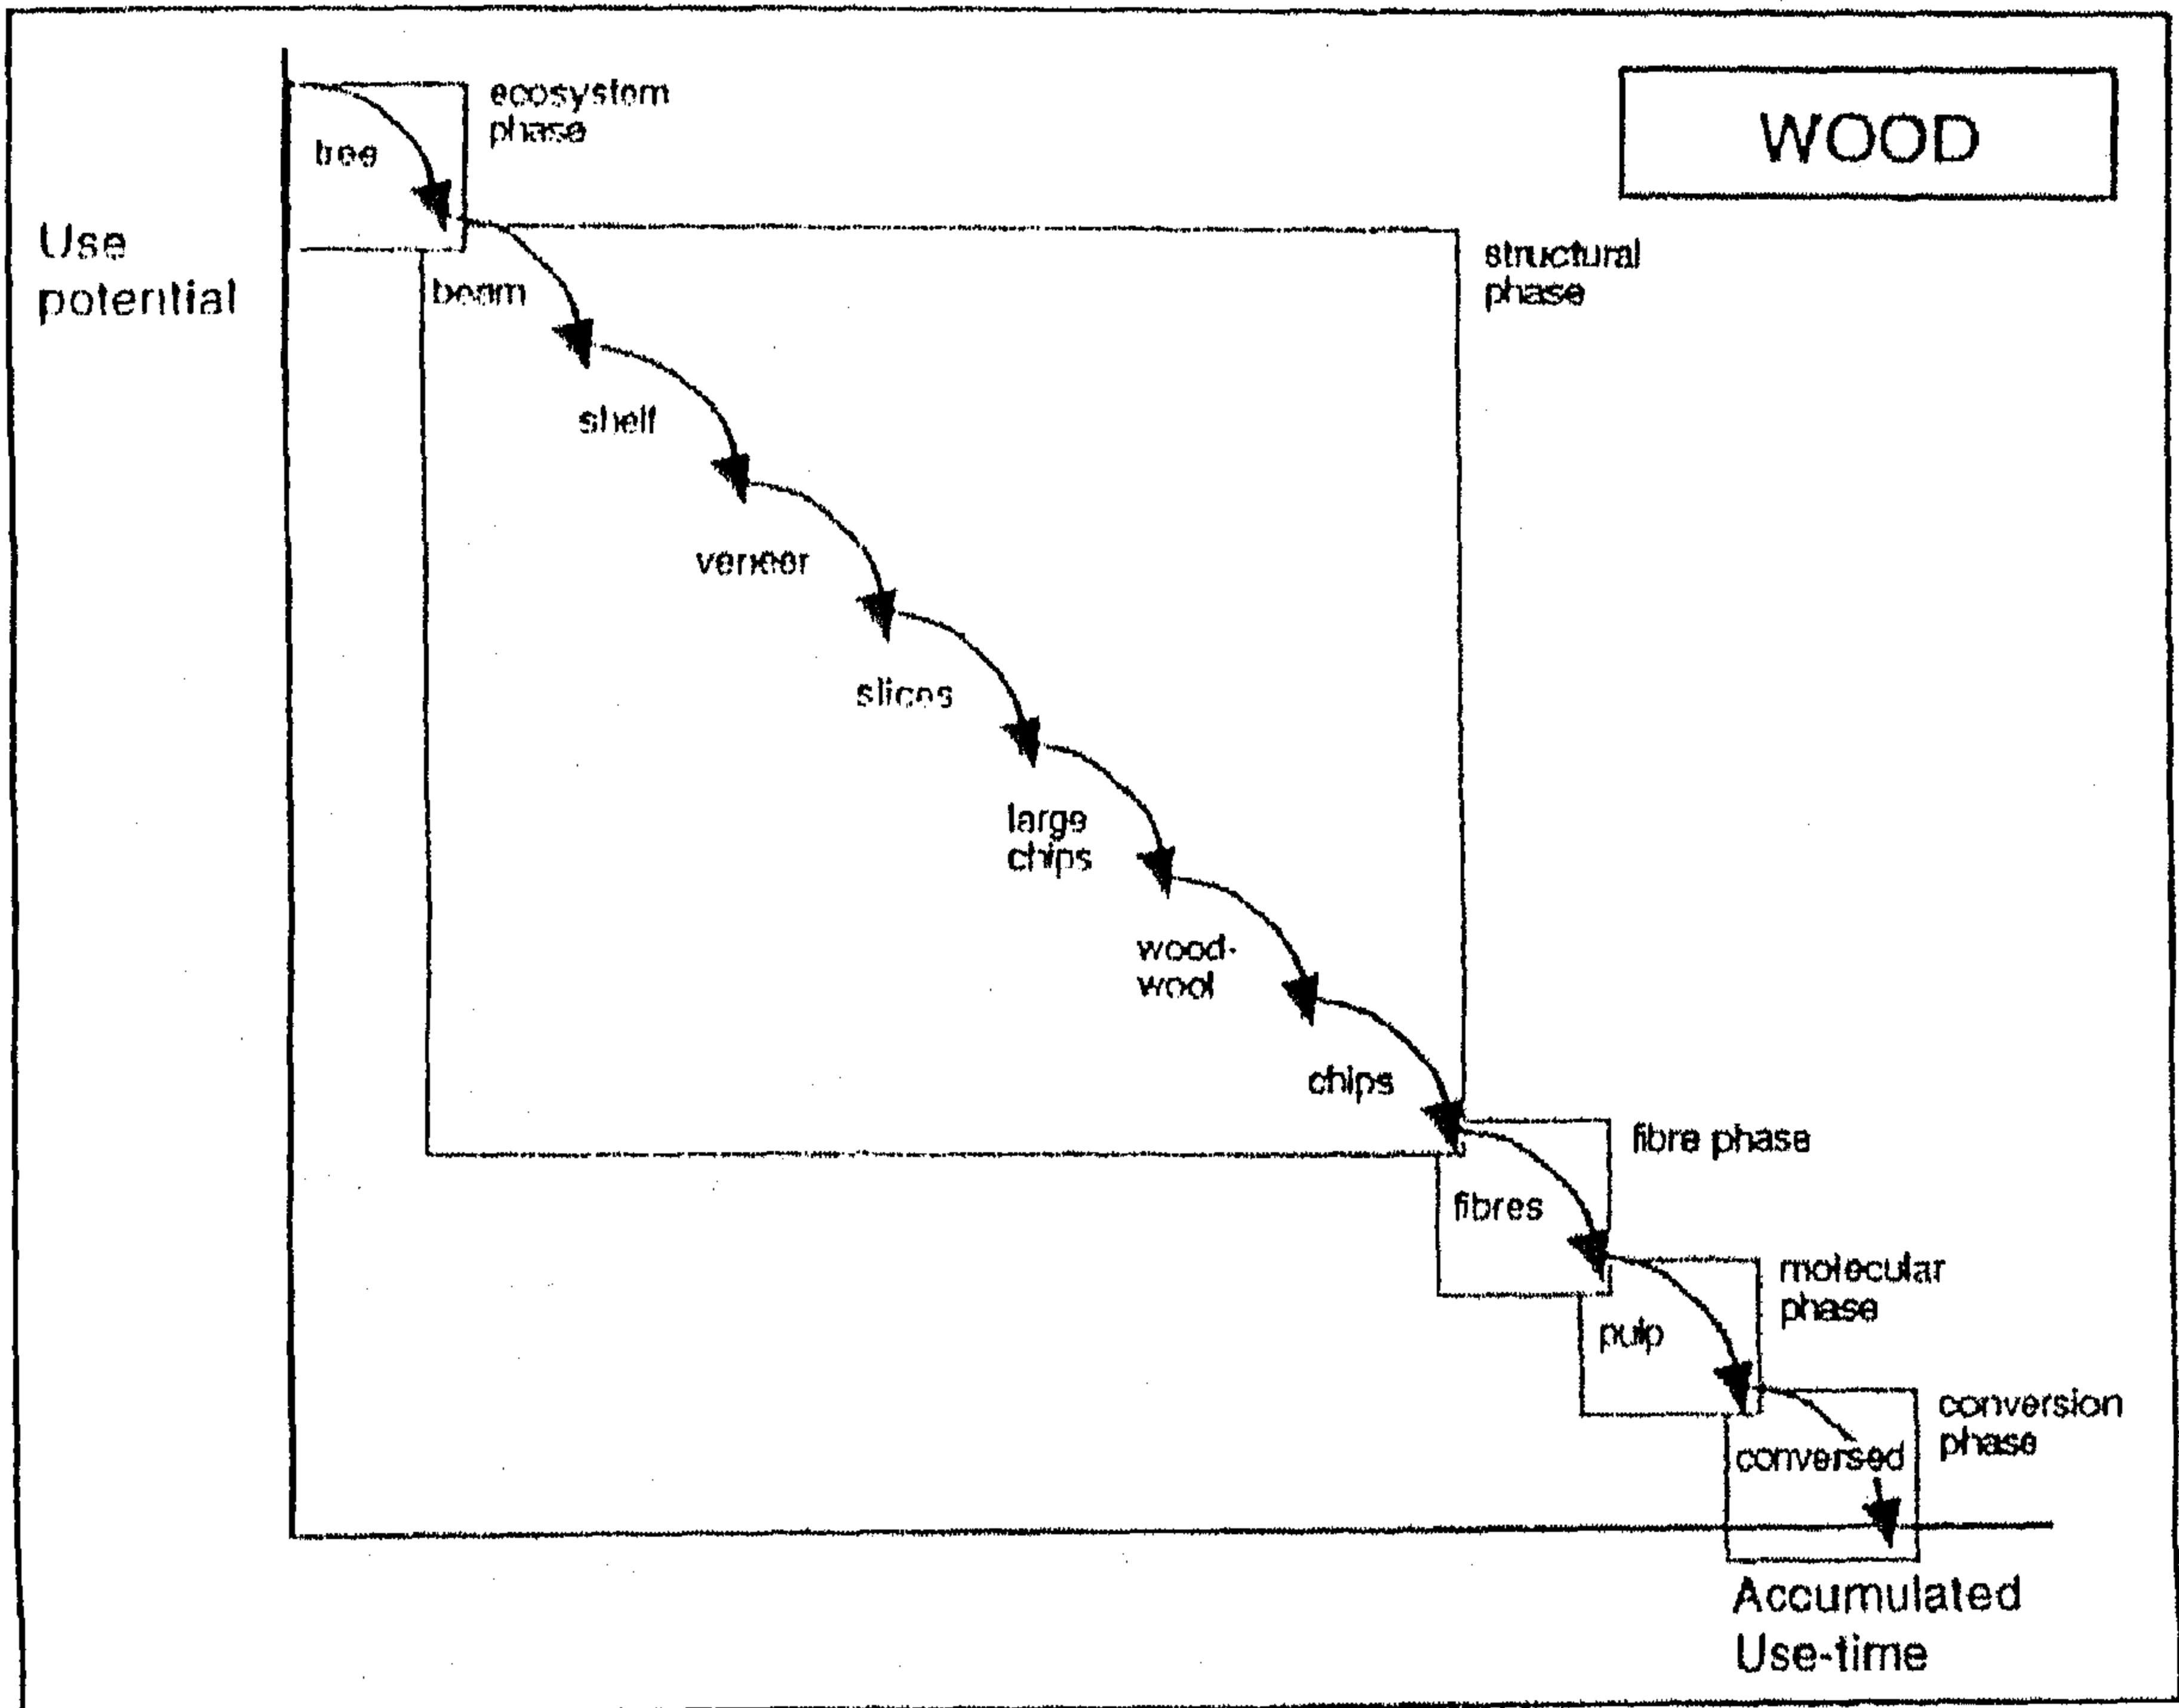 WOOD
ecosystem
phase
tree
Use
potential
structural
phase
beam
shelf
veneer
slices
large
chips
wood-
wool
chips
fibre phase
fibres
molecular
phase
pulp
conversion
phase
conversed
Accumulated
Use-time